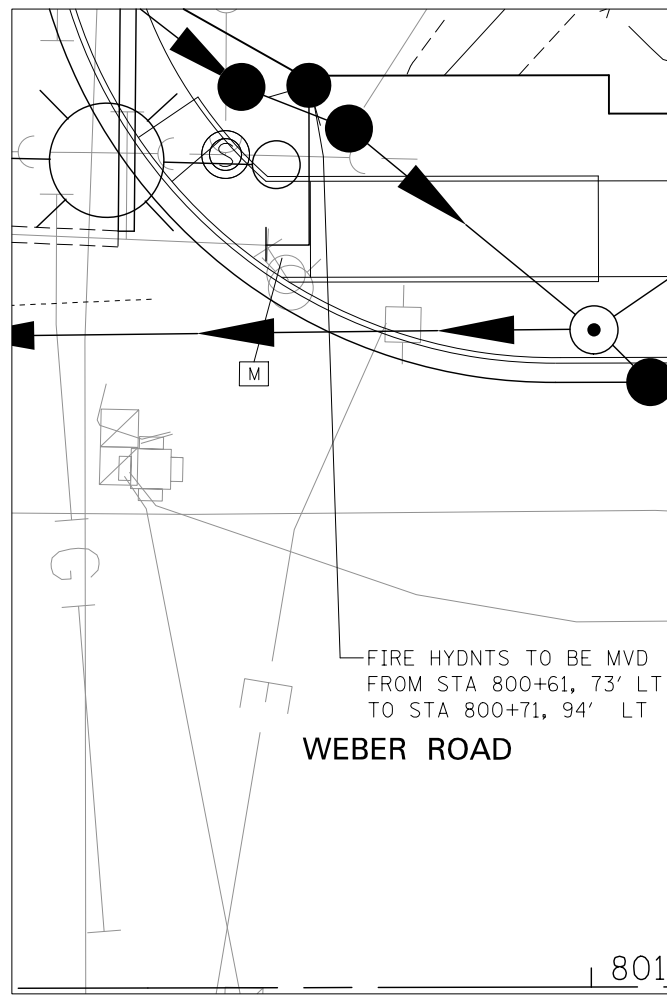 S
M
G
FIRE HYDNTS TO BE MVD
FROM STA 800+61, 73' LT
TO STA 800+71, 94' LT
E
WEBER ROAD
801